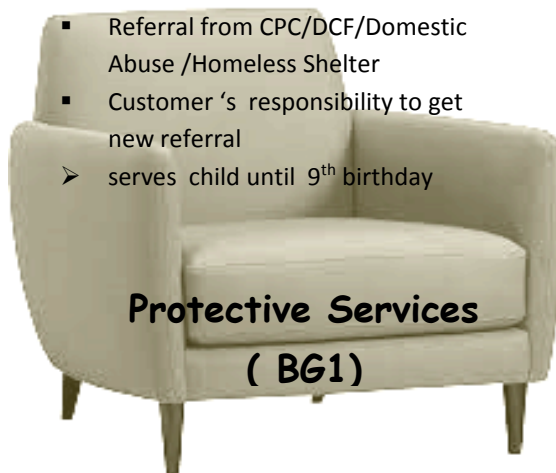 ▪ Referral from CPC/DCF/Domestic
Abuse /Homeless Shelter
▪ Customer ‘s responsibility to get
new referral
➢ serves child until 9th birthday
Protective Services
( BG1)